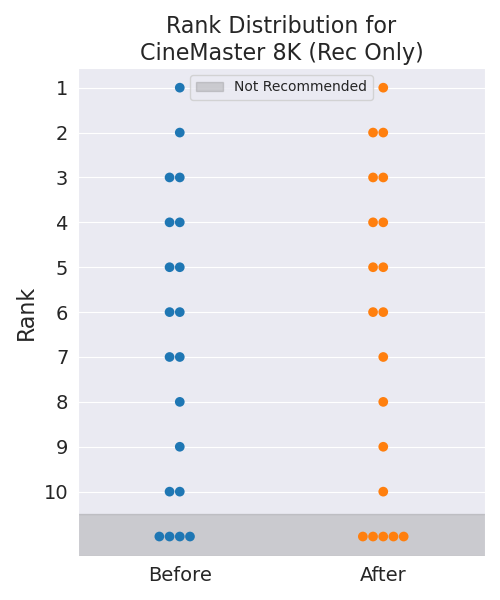 Rank Distribution for
CineMaster 8K (Rec Only)
Not Recommended
Rank
1
2
3
4
5
6
7
8
9
10
Before
After